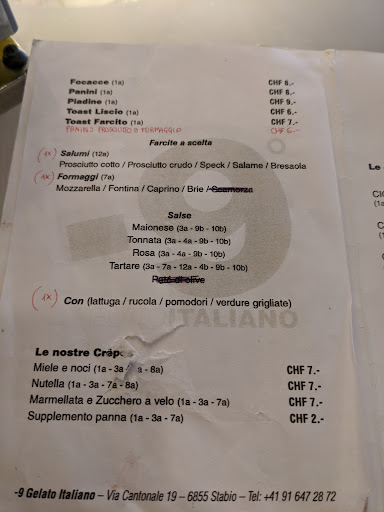 Focacce (1a) CHF 8.-
Panini (1a) CHF 8.-
Piadine (1a) CHF 9.-
Toast Liscio (1a) CHF 6.-
Toast Farcito (1a) CHF 7.-
PANINO PROSCIUTTO O FORMAGGIO CHF 6.-
Farcite a scelta
(1x) Salumi (12a)
Prosciutto cotto / Prosciutto crudo / Speck / Salame / Bresaola
(1x) Formaggi (7a)
Mozzarella / Fontina / Caprino / Brie / Scamorza
Salse
Maionese (3a - 9b - 10b)
Tonnata (3a - 4a - 9b - 10b)
Rosa (3a - 4a - 9b - 10b)
Tartare (3a - 7a - 12a - 4b - 9b - 10b)
Paté di olive
(1x) Con (lattuga / rucola / pomodori / verdure grigliate)
-9°
ITALIANO
Le nostre Crêpes
Miele e noci (1a - 3a - 8a) CHF 7.-
Nutella (1a - 3a - 7a - 8a) CHF 7.-
Marmellata e Zucchero a velo (1a - 3a - 7a) CHF 7.-
Supplemento panna (1a - 3a - 7a) CHF 2.-
-9 Gelato Italiano – Via Cantonale 19 – 6855 Stabio – Tel: +41 91 647 28 72
Le